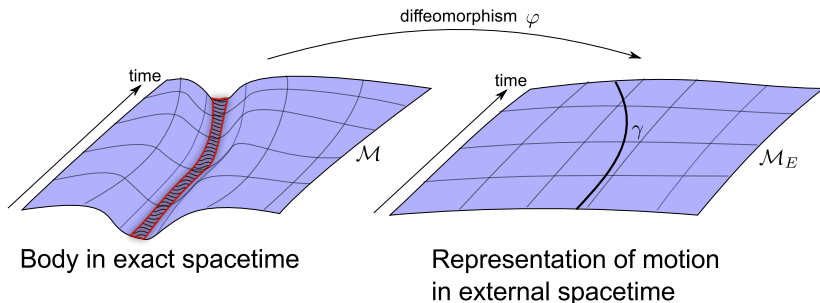 diffeomorphism φ
time
time
γ
ℳ
ℳ_E
Body in exact spacetime
Representation of motion
in external spacetime